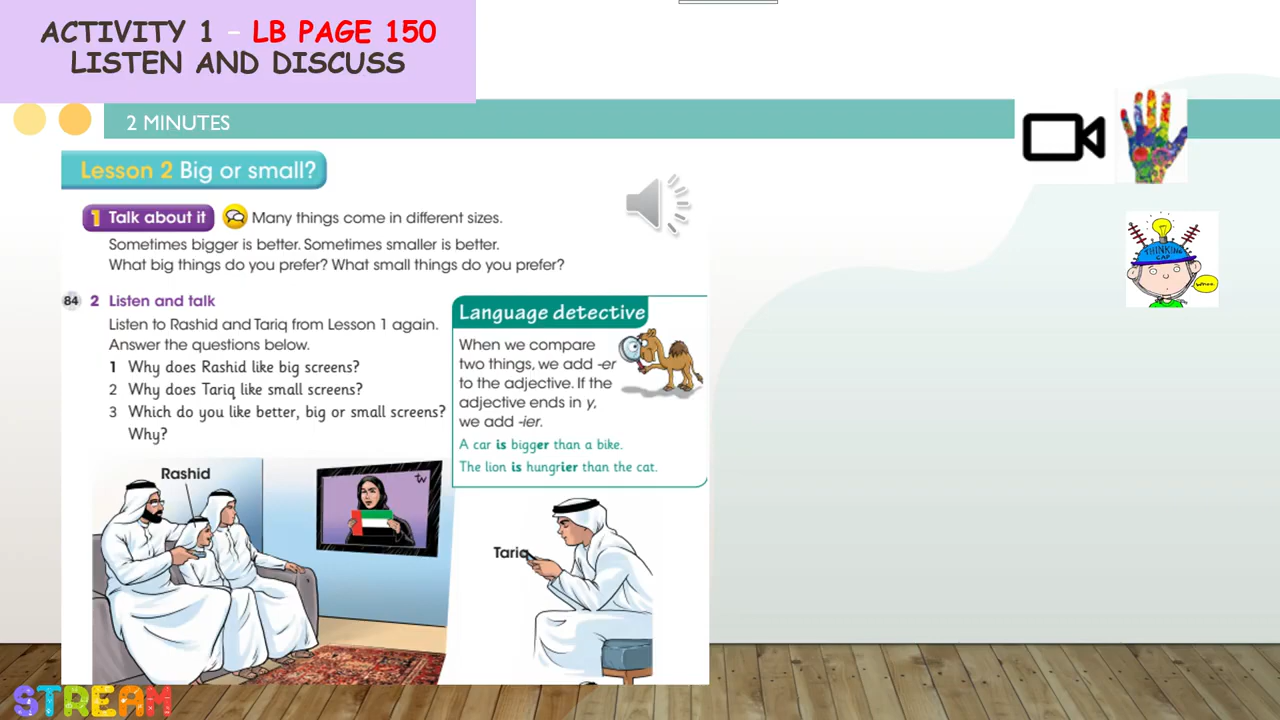 ACTIVITY 1 – LB PAGE 150
LISTEN AND DISCUSS
2 MINUTES
Lesson 2 Big or small?
1 Talk about it Many things come in different sizes.
Sometimes bigger is better. Sometimes smaller is better.
What big things do you prefer? What small things do you prefer?
84 2 Listen and talk
Listen to Rashid and Tariq from Lesson 1 again.
Answer the questions below.
1 Why does Rashid like big screens?
2 Why does Tariq like small screens?
3 Which do you like better, big or small screens?
Why?
Language detective
When we compare
two things, we add -er
to the adjective. If the
adjective ends in y,
we add -ier.
A car is bigger than a bike.
The lion is hungrier than the cat.
Rashid
tv
Tariq
THINKING
CAP
STREAM